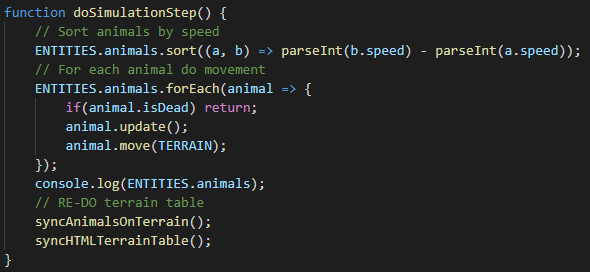 function doSimulationStep() {
    // Sort animals by speed
    ENTITIES.animals.sort((a, b) => parseInt(b.speed) - parseInt(a.speed));
    // For each animal do movement
    ENTITIES.animals.forEach(animal => {
        if(animal.isDead) return;
        animal.update();
        animal.move(TERRAIN);
    });
    console.log(ENTITIES.animals);
    // RE-DO terrain table
    syncAnimalsOnTerrain();
    syncHTMLTerrainTable();
}